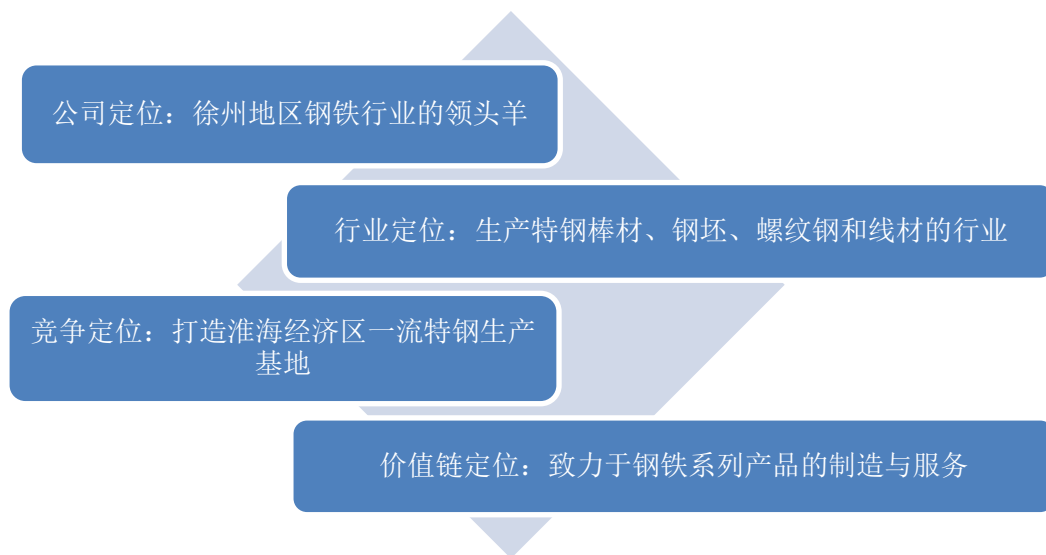 公司定位：徐州地区钢铁行业的领头羊
行业定位：生产特钢棒材、钢坯、螺纹钢和线材的行业
竞争定位：打造淮海经济区一流特钢生产
基地
价值链定位：致力于钢铁系列产品的制造与服务